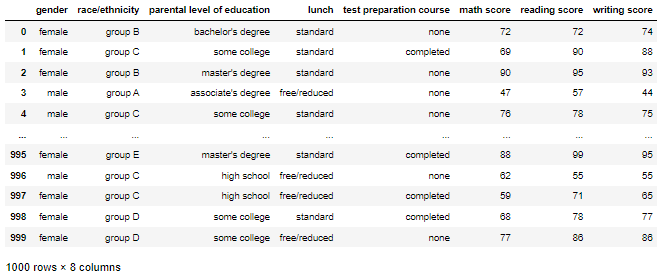 gender race/ethnicity parental level of education lunch test preparation course math score reading score writing score
0 female group B bachelor's degree standard none 72 72 74
1 female group C some college standard completed 69 90 88
2 female group B master's degree standard none 90 95 93
3 male group A associate's degree free/reduced none 47 57 44
4 male group C some college standard none 76 78 75
... ... ... ... ... ... ... ... ...
995 female group E master's degree standard completed 88 99 95
996 male group C high school free/reduced none 62 55 55
997 female group C high school free/reduced completed 59 71 65
998 female group D some college standard completed 68 78 77
999 female group D some college free/reduced none 77 86 86
1000 rows × 8 columns